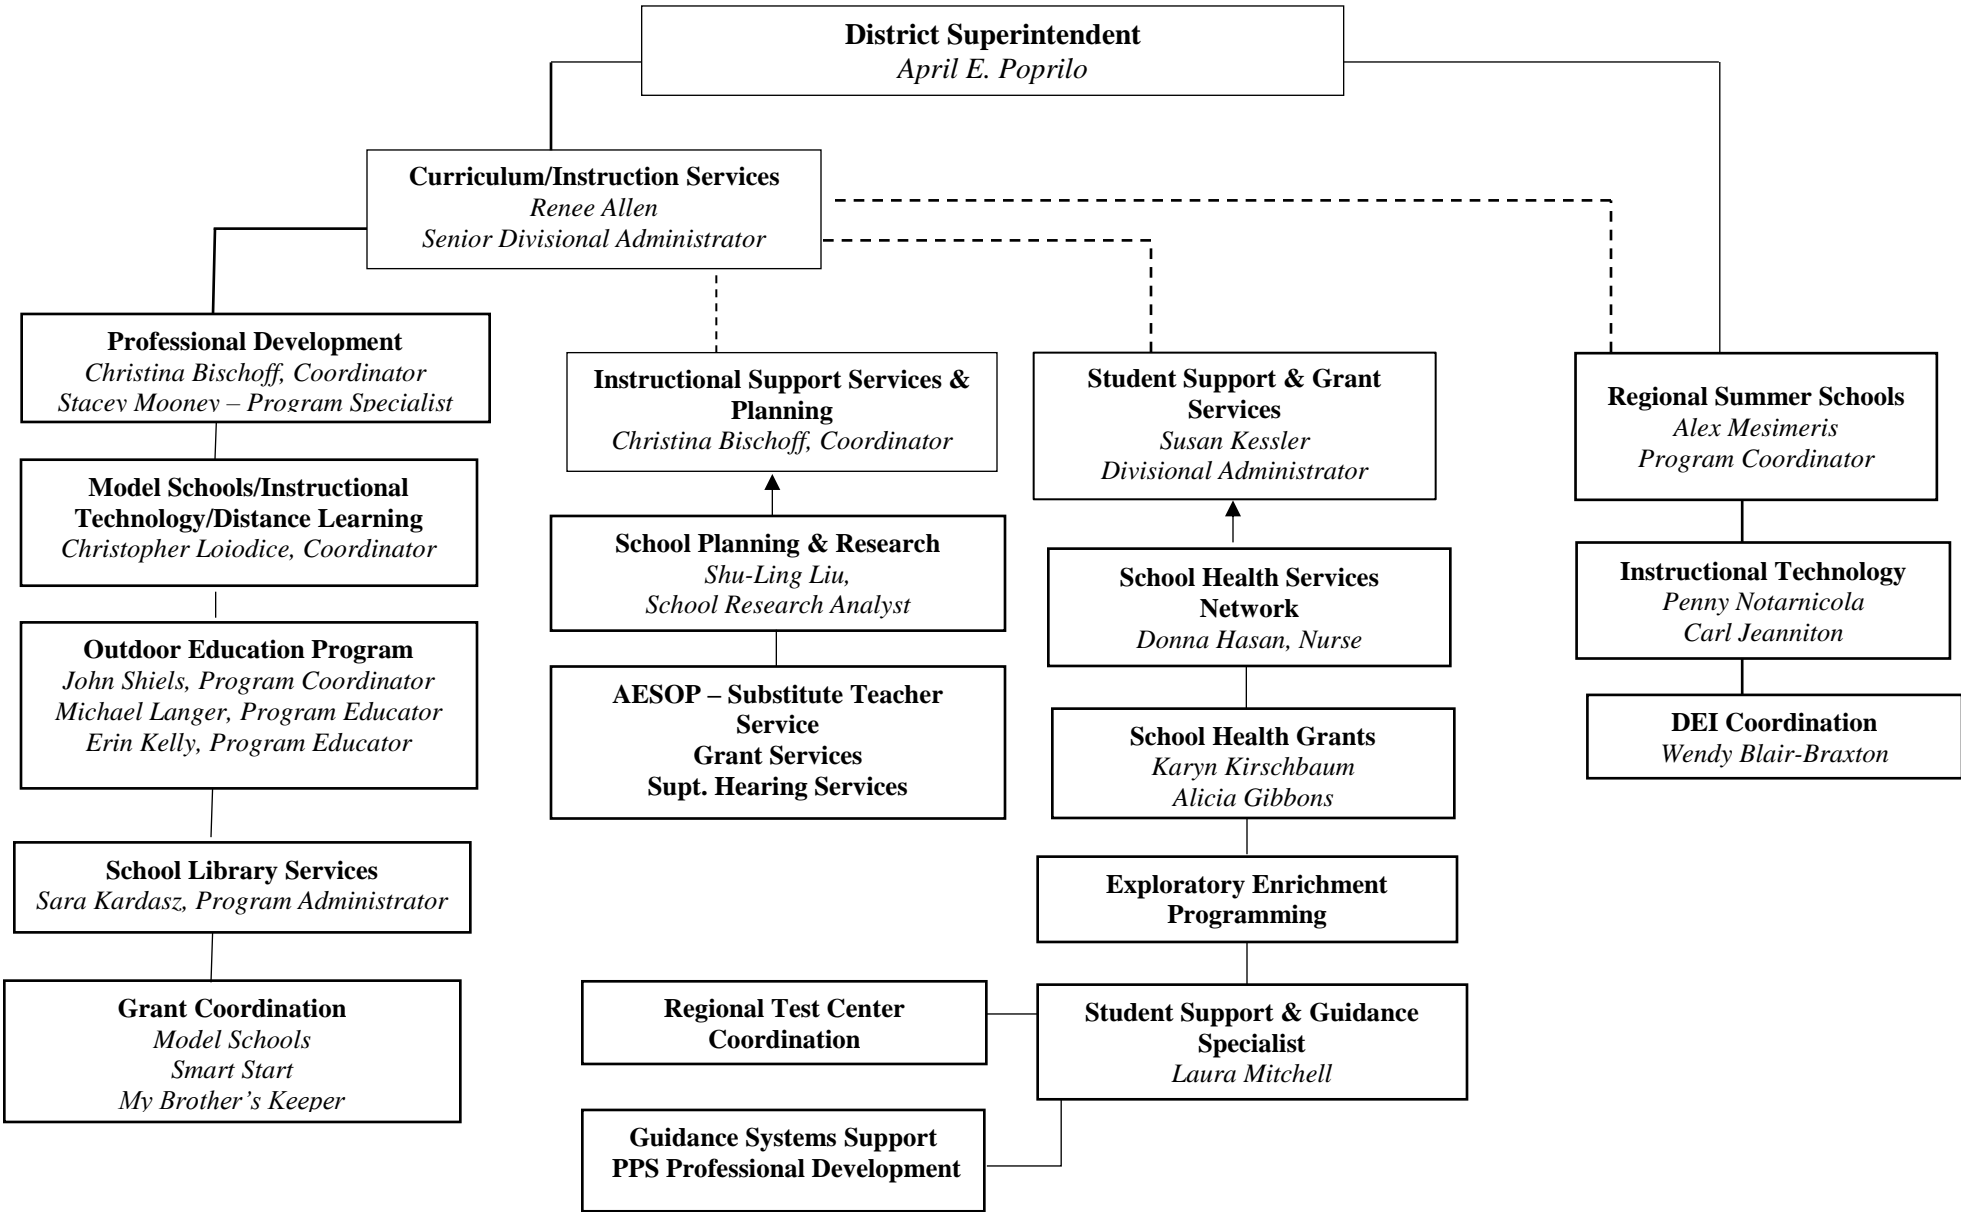 District Superintendent
April E. Poprilo
Curriculum/Instruction Services
Renee Allen
Senior Divisional Administrator
Professional Development
Christina Bischoff, Coordinator
Stacey Mooney – Program Specialist
Model Schools/Instructional
Technology/Distance Learning
Christopher Loiodice, Coordinator
Outdoor Education Program
John Shiels, Program Coordinator
Michael Langer, Program Educator
Erin Kelly, Program Educator
School Library Services
Sara Kardasz, Program Administrator
Grant Coordination
Model Schools
Smart Start
My Brother’s Keeper
Instructional Support Services &
Planning
Christina Bischoff, Coordinator
School Planning & Research
Shu-Ling Liu,
School Research Analyst
AESOP – Substitute Teacher
Service
Grant Services
Supt. Hearing Services
Student Support & Grant
Services
Susan Kessler
Divisional Administrator
School Health Services
Network
Donna Hasan, Nurse
School Health Grants
Karyn Kirschbaum
Alicia Gibbons
Exploratory Enrichment
Programming
Student Support & Guidance
Specialist
Laura Mitchell
Regional Test Center
Coordination
Guidance Systems Support
PPS Professional Development
Regional Summer Schools
Alex Mesimeris
Program Coordinator
Instructional Technology
Penny Notarnicola
Carl Jeanniton
DEI Coordination
Wendy Blair-Braxton